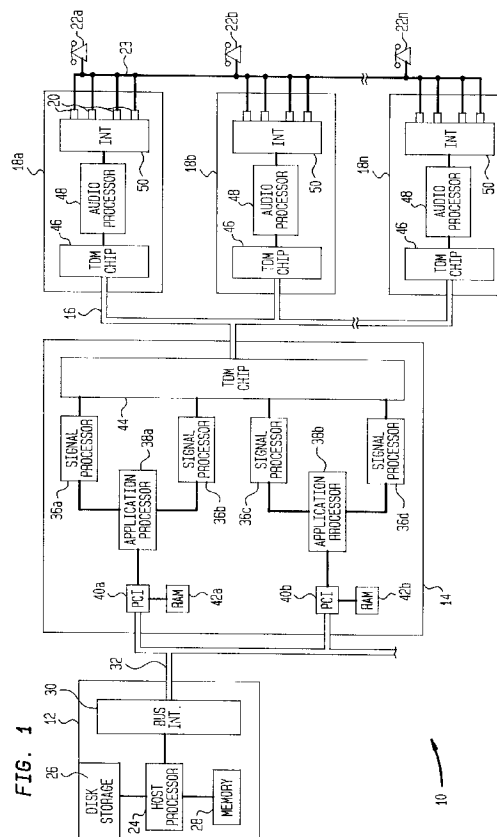 FIG. 1
10
12
26
DISK
STORAGE
24
HOST
PROCESSOR
28
MEMORY
30
BUS
INT.
32
14
40a
PCI
42a
RAM
40b
PCI
42b
RAM
38a
APPLICATION
PROCESSOR
38b
APPLICATION
PROCESSOR
36a
SIGNAL
PROCESSOR
36b
SIGNAL
PROCESSOR
36c
SIGNAL
PROCESSOR
36d
SIGNAL
PROCESSOR
44
TDM
CHIP
16
18a
46
TDM
CHIP
48
AUDIO
PROCESSOR
INT
50
20
22a
23
18b
46
TDM
CHIP
48
AUDIO
PROCESSOR
INT
50
22b
18n
46
TDM
CHIP
48
AUDIO
PROCESSOR
INT
50
22n